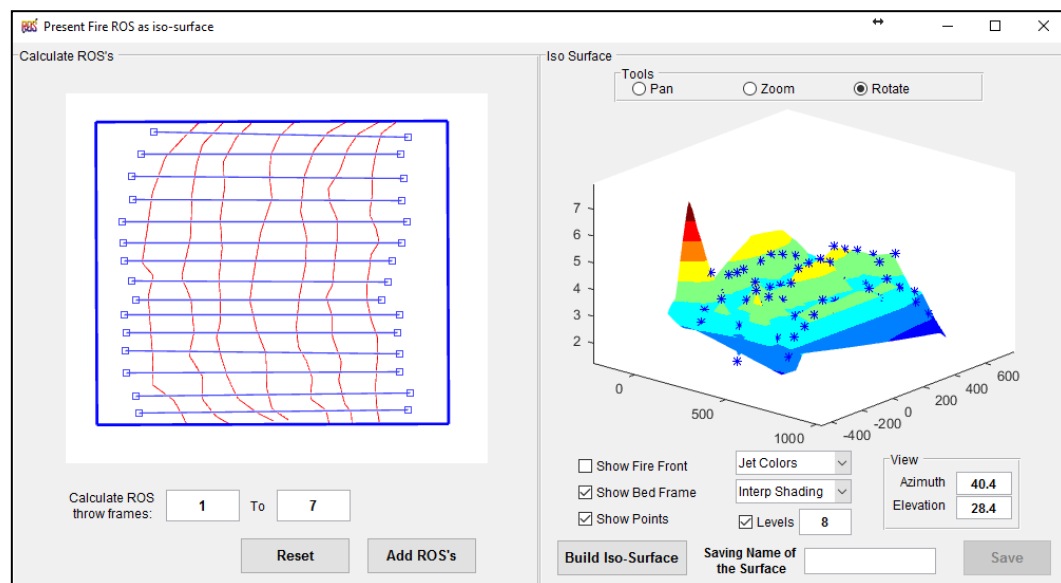 Present Fire ROS as iso-surface
Calculate ROS's
Calculate ROS
throw frames:
1
To
7
Reset
Add ROS's
Iso Surface
Tools
Pan
Zoom
Rotate
7
6
5
4
3
2
0
500
1000
-400
-200
0
200
400
600
Show Fire Front
Show Bed Frame
Show Points
Jet Colors
Interp Shading
Levels
8
View
Azimuth
40.4
Elevation
28.4
Build Iso-Surface
Saving Name of
the Surface
Save